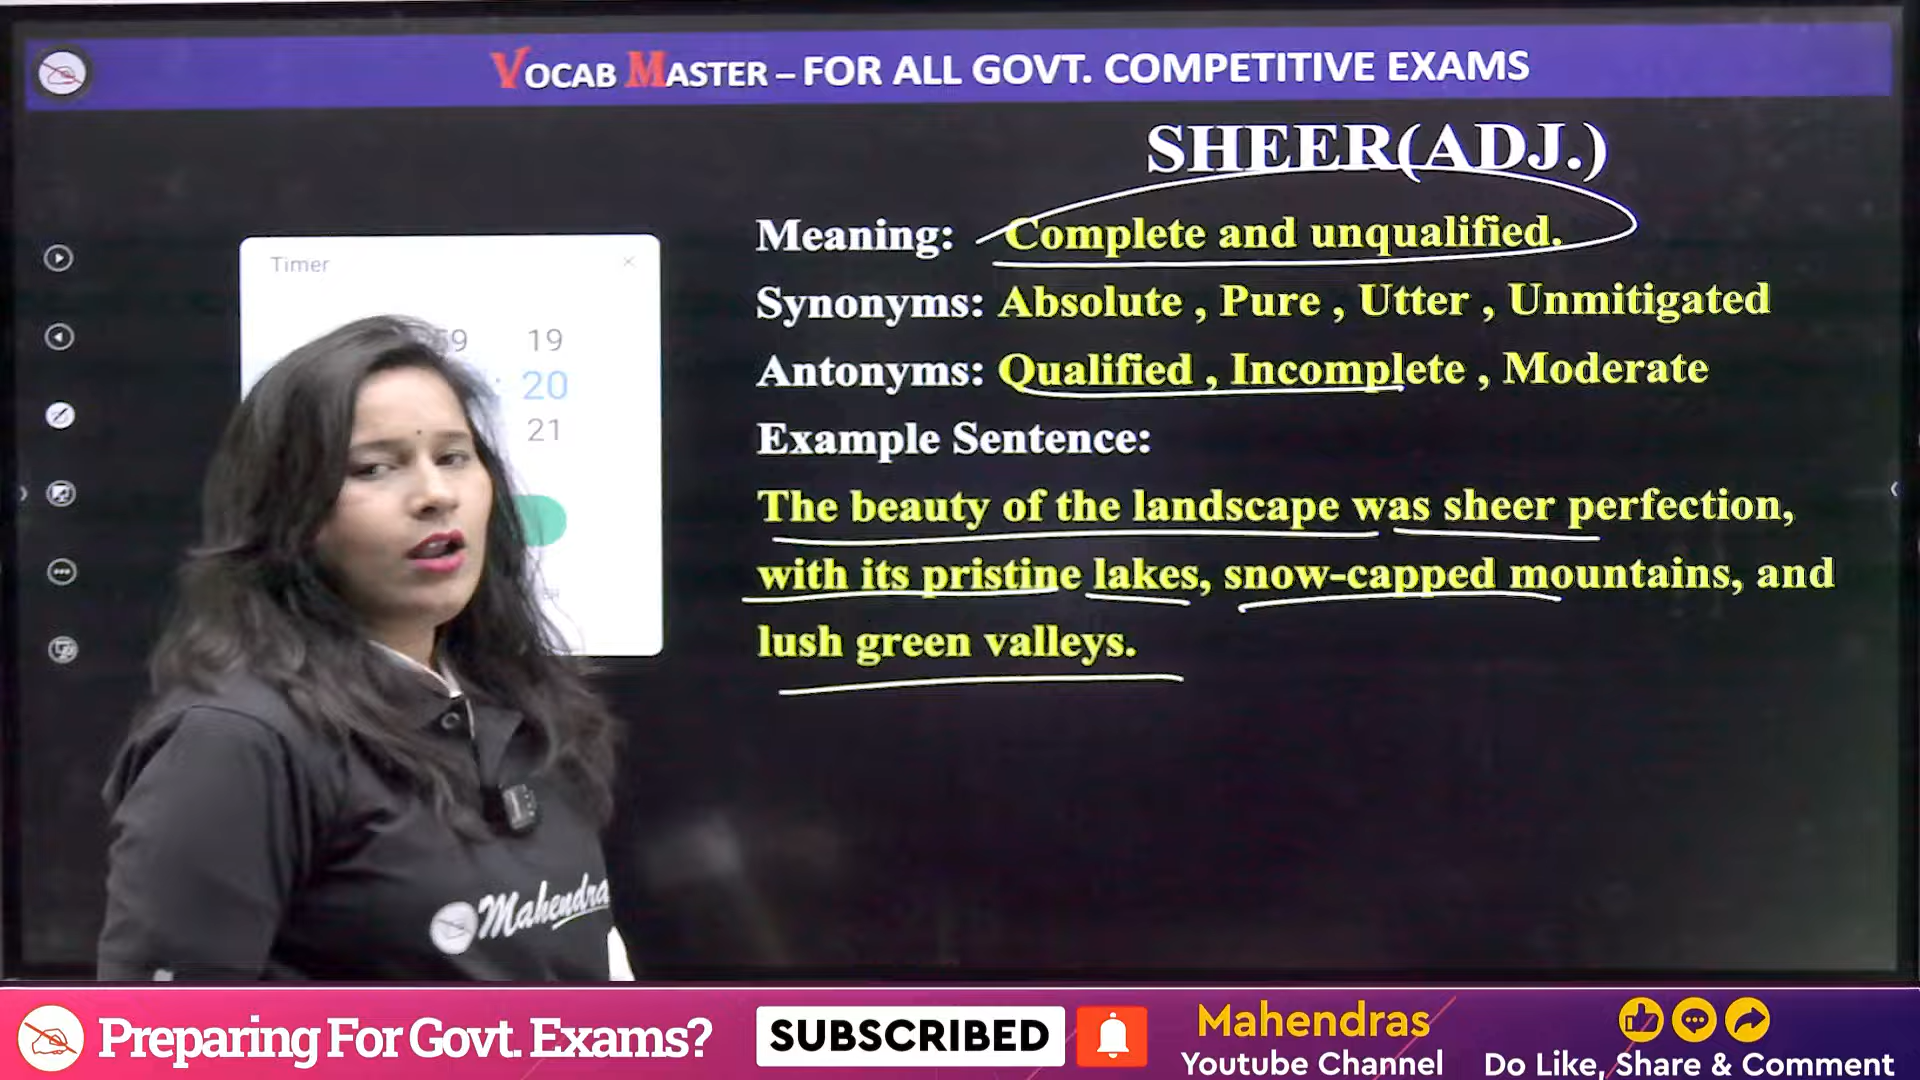 VOCAB MASTER – FOR ALL GOVT. COMPETITIVE EXAMS
SHEER(ADJ.)
Meaning: Complete and unqualified.
Synonyms: Absolute , Pure , Utter , Unmitigated
Antonyms: Qualified , Incomplete , Moderate
Example Sentence:
The beauty of the landscape was sheer perfection,
with its pristine lakes, snow-capped mountains, and
lush green valleys.
Timer
59 19
: 20
21
Mahendra
Preparing For Govt. Exams?
SUBSCRIBED
Mahendras
Youtube Channel
Do Like, Share & Comment